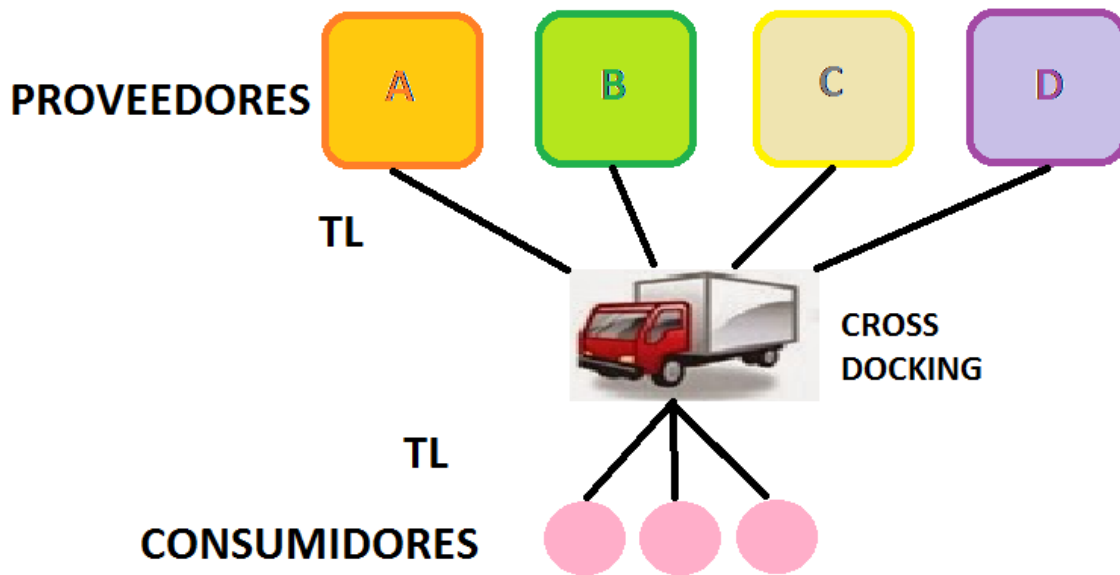 A
B
C
D
PROVEEDORES
TL
CROSS
DOCKING
TL
CONSUMIDORES